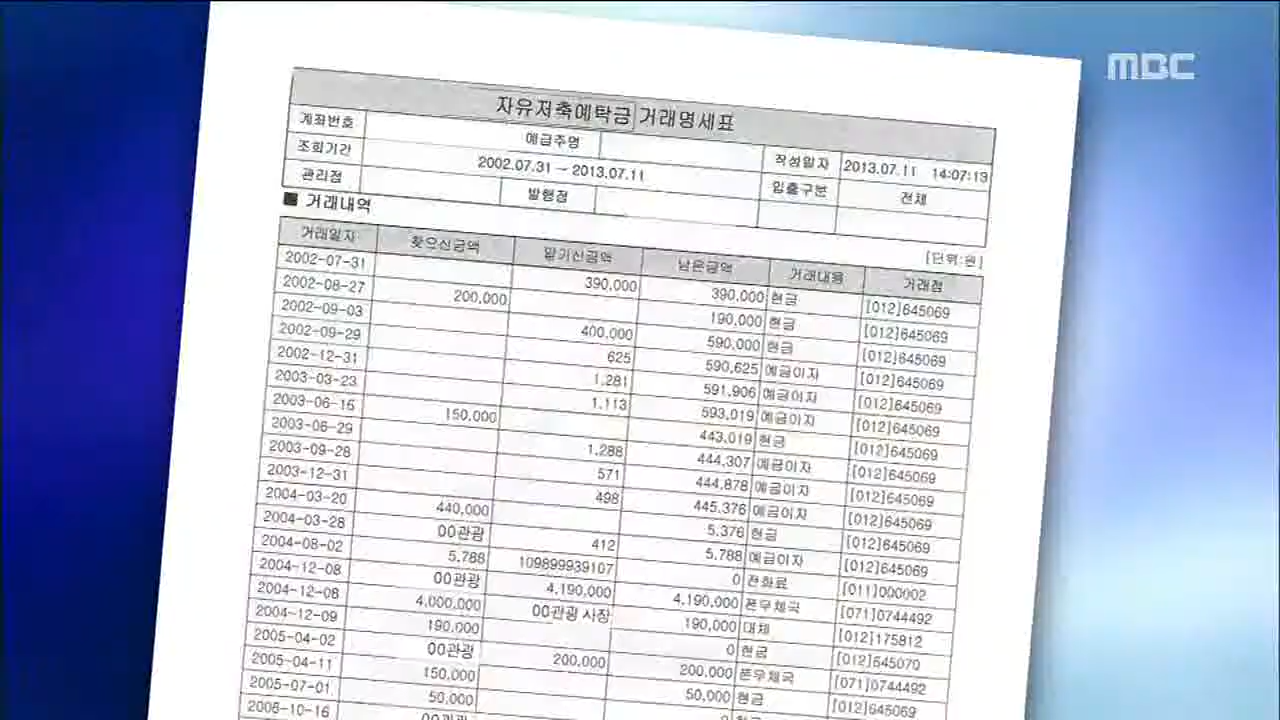 MBC
자유저축예탁금 거래명세표
계좌번호 예금주명 작성일자 2013.07.11 14:07:13
조회기간 2002.07.31 ~ 2013.07.11 입출구분 전체
관리점 발행점
■ 거래내역
[단위:원]
거래일자 찾으신금액 맡기신금액 남은금액 거래내용 거래점
2002-07-31 390,000 390,000 현금 [012]645069
2002-08-27 200,000 190,000 현금 [012]645069
2002-09-03 400,000 590,000 현금 [012]645069
2002-09-29 625 590,625 예금이자 [012]645069
2002-12-31 1,281 591,906 예금이자 [012]645069
2003-03-23 1,113 593,019 예금이자 [012]645069
2003-06-16 150,000 443,019 현금 [012]645069
2003-06-29 1,288 444,307 예금이자 [012]645069
2003-09-28 571 444,878 예금이자 [012]645069
2003-12-31 498 445,376 예금이자 [012]645069
2004-03-20 440,000 5,376 현금 [012]645069
2004-03-28 00관광 412 5,788 예금이자 [012]645069
2004-08-02 5,788 109899939107 0 전화료 [011]000002
2004-12-08 00관광 4,190,000 4,190,000 폰우체국 [071]0744492
2004-12-08 4,000,000 00관광 사장 190,000 대체 [012]175812
2004-12-09 190,000 0 현금 [012]645070
2005-04-02 00관광 200,000 200,000 폰우체국 [071]0744492
2005-04-11 150,000 50,000 현금 [012]645069
2005-07-01 50,000
2006-10-16